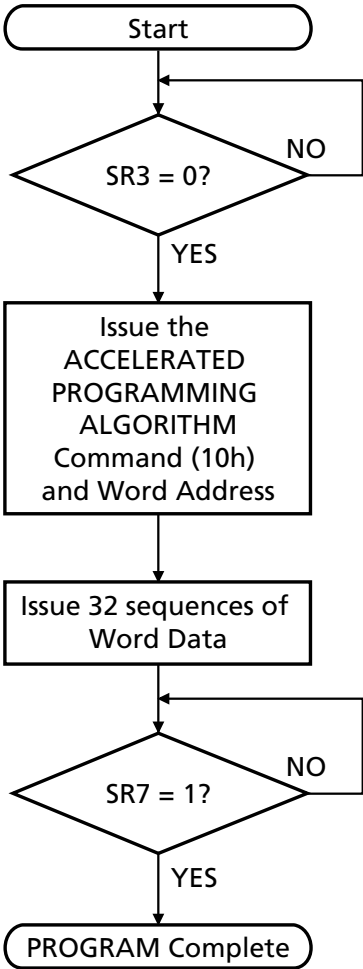 Start
NO
SR3 = 0?
YES
Issue the
ACCELERATED
PROGRAMMING
ALGORITHM
Command (10h)
and Word Address
Issue 32 sequences of
Word Data
NO
SR7 = 1?
YES
PROGRAM Complete